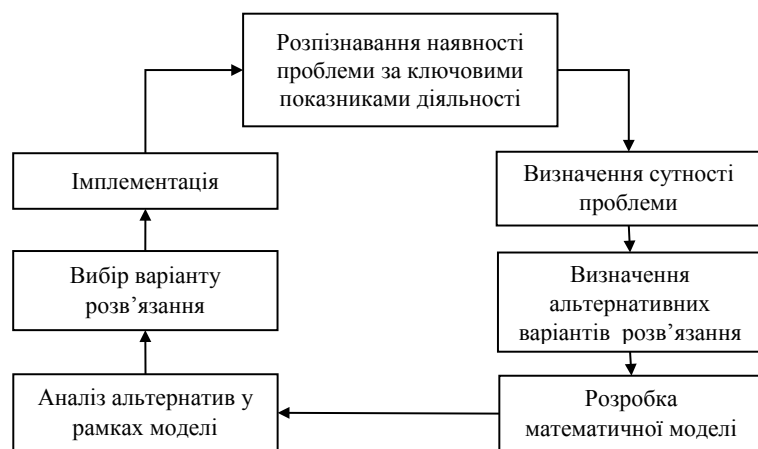 Розпізнавання наявності
проблеми за ключовими
показниками діяльності
Визначення сутності
проблеми
Визначення
альтернативних
варіантів розв’язання
Розробка
математичної моделі
Аналіз альтернатив у
рамках моделі
Вибір варіанту
розв’язання
Імплементація